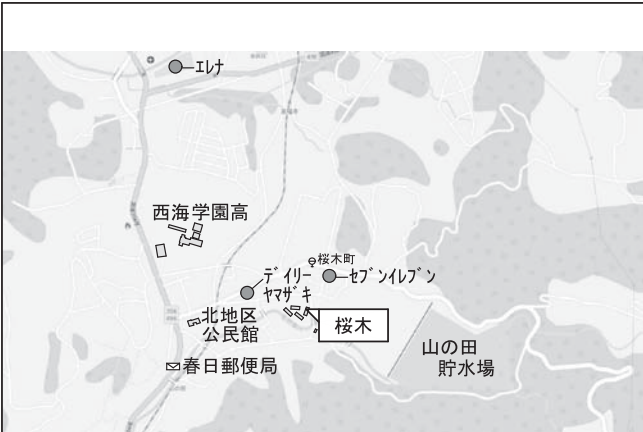 エレナ
西海学園高
桜木町
デイリー
ヤマザキ
セブンイレブン
北地区
公民館
桜木
山の田
貯水場
春日郵便局